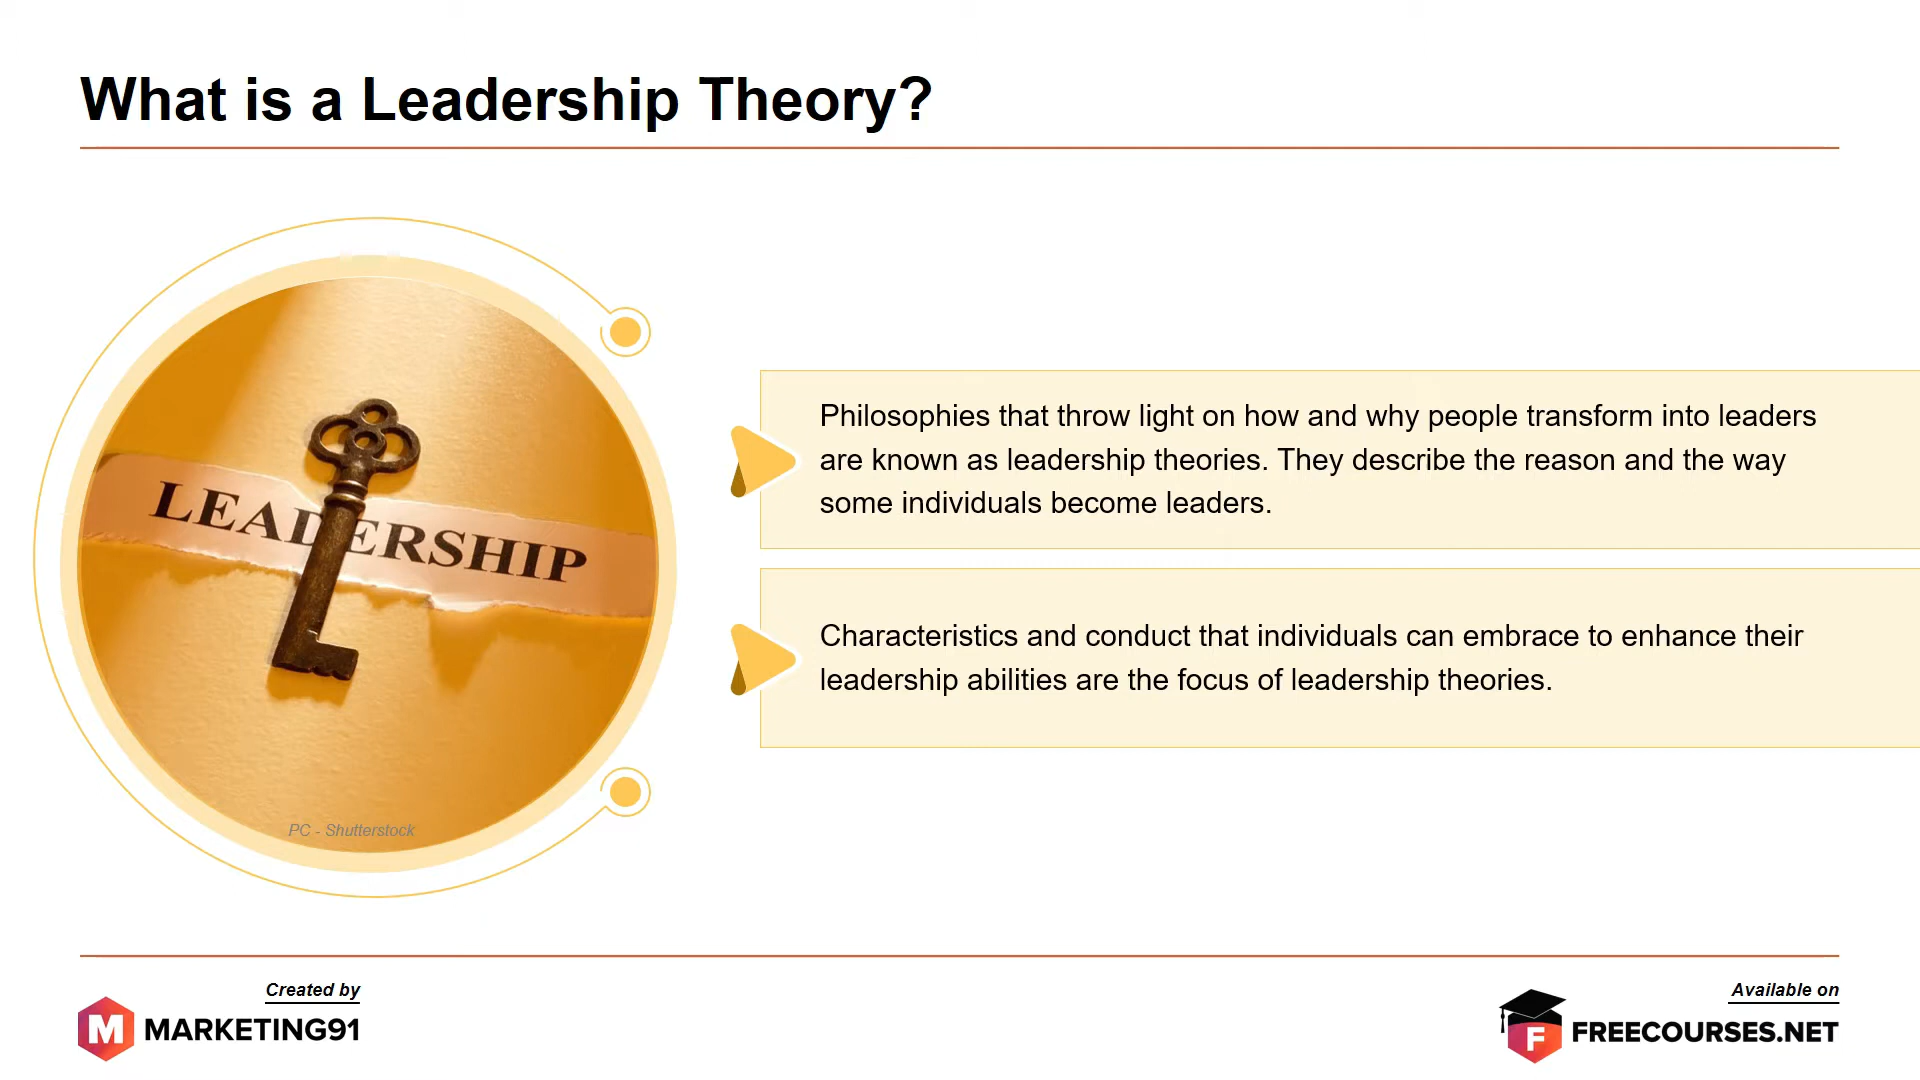 What is a Leadership Theory?
LEADERSHIP
PC - Shutterstock
Philosophies that throw light on how and why people transform into leaders
are known as leadership theories. They describe the reason and the way
some individuals become leaders.
Characteristics and conduct that individuals can embrace to enhance their
leadership abilities are the focus of leadership theories.
Created by
M MARKETING91
Available on
F FREECOURSES.NET